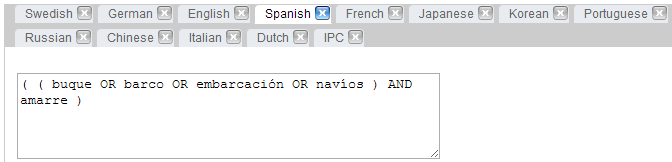 Swedish German English Spanish French Japanese Korean Portuguese
Russian Chinese Italian Dutch IPC
( ( buque OR barco OR embarcación OR navíos ) AND
amarre )